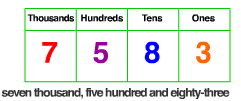 Thousands Hundreds Tens Ones
7 5 8 3
seven thousand, five hundred and eighty-three